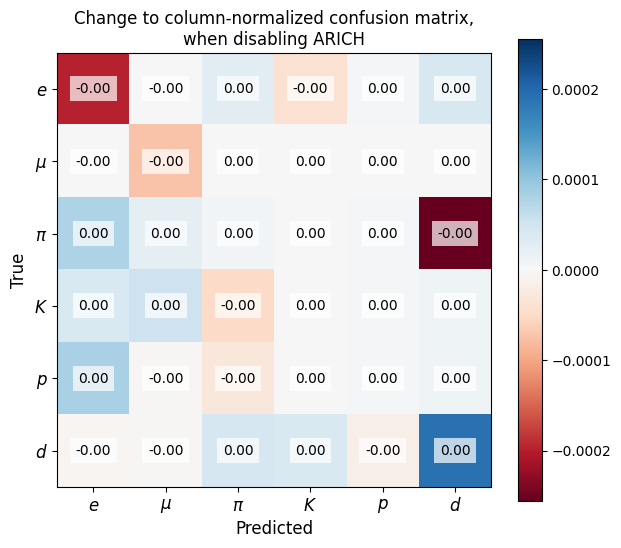 Change to column-normalized confusion matrix,
when disabling ARICH
e -0.00 -0.00 0.00 -0.00 0.00 0.00
μ -0.00 -0.00 0.00 0.00 0.00 0.00
π 0.00 0.00 0.00 0.00 0.00 -0.00
K 0.00 0.00 -0.00 0.00 0.00 0.00
p 0.00 -0.00 -0.00 0.00 0.00 0.00
d -0.00 -0.00 0.00 0.00 -0.00 0.00
e μ π K p d
Predicted
True
0.0002
0.0001
0.0000
−0.0001
−0.0002